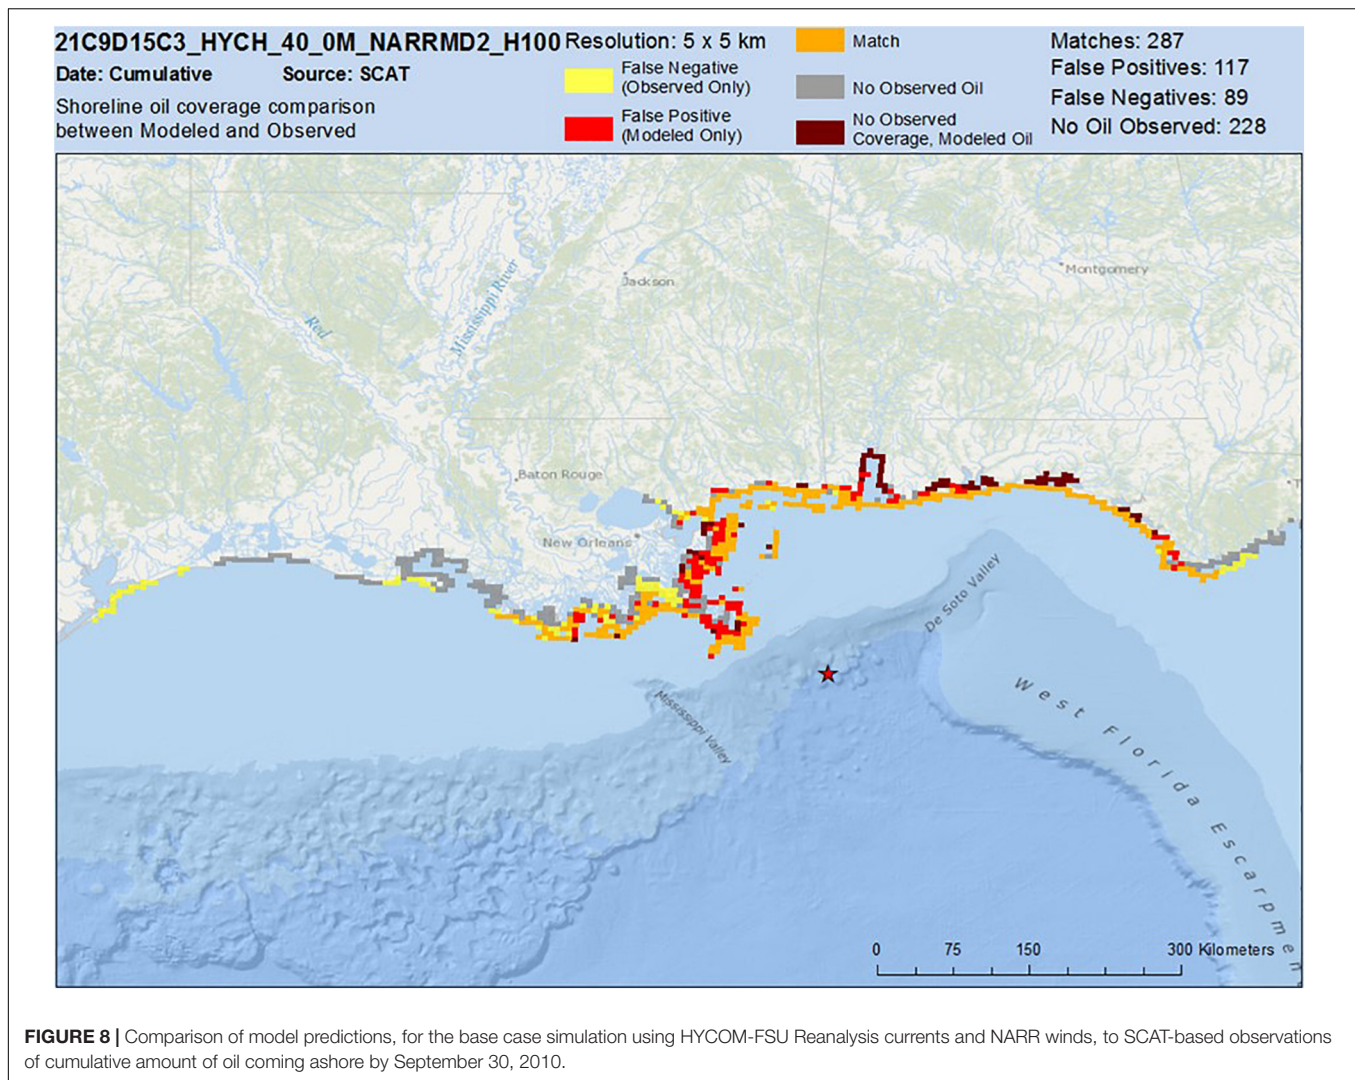 21C9D15C3_HYCH_40_0M_NARRMD2_H100
Date: Cumulative Source: SCAT
Shoreline oil coverage comparison
between Modeled and Observed
Resolution: 5 x 5 km
False Negative
(Observed Only)
False Positive
(Modeled Only)
Match
No Observed Oil
No Observed
Coverage, Modeled Oil
Matches: 287
False Positives: 117
False Negatives: 89
No Oil Observed: 228
Mississippi River
Red
Jackson
Montgomery
Baton Rouge
New Orleans
T
De Soto Valley
Mississippi Valley
West Florida Escarpmen
0 75 150 300 Kilometers
FIGURE 8 | Comparison of model predictions, for the base case simulation using HYCOM-FSU Reanalysis currents and NARR winds, to SCAT-based observations
of cumulative amount of oil coming ashore by September 30, 2010.